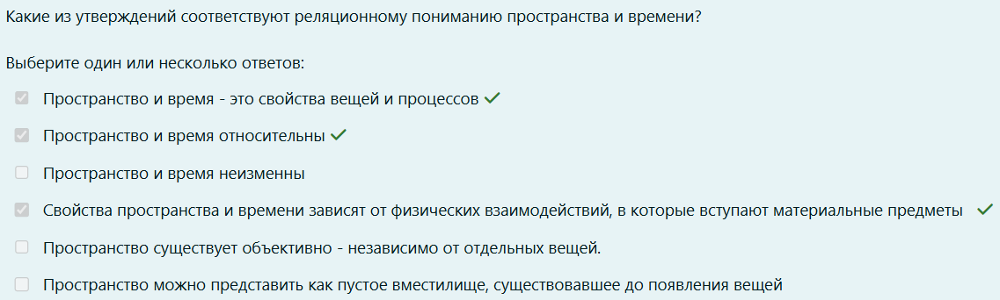 Какие из утверждений соответствуют реляционному пониманию пространства и времени?
Выберите один или несколько ответов:
Пространство и время - это свойства вещей и процессов
Пространство и время относительны
Пространство и время неизменны
Свойства пространства и времени зависят от физических взаимодействий, в которые вступают материальные предметы
Пространство существует объективно - независимо от отдельных вещей.
Пространство можно представить как пустое вместилище, существовавшее до появления вещей